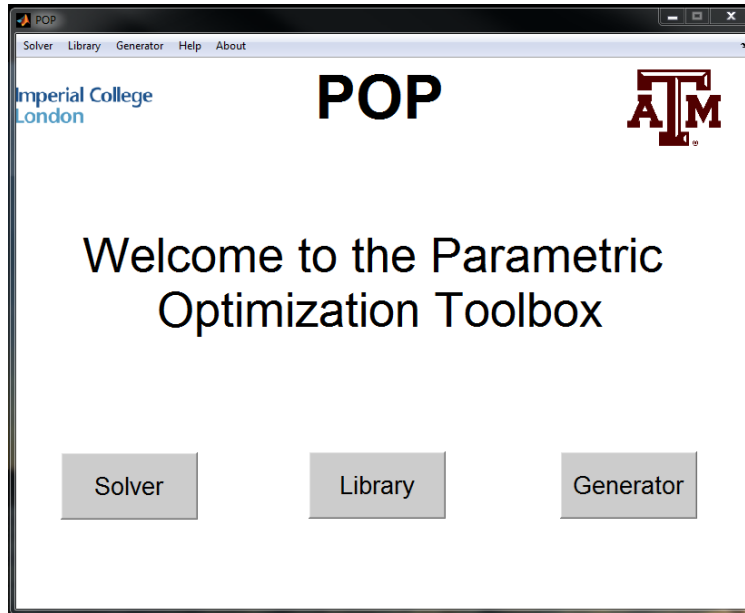 POP
Solver Library Generator Help About
Imperial College
London
POP
ATM
®
Welcome to the Parametric
Optimization Toolbox
Solver
Library
Generator